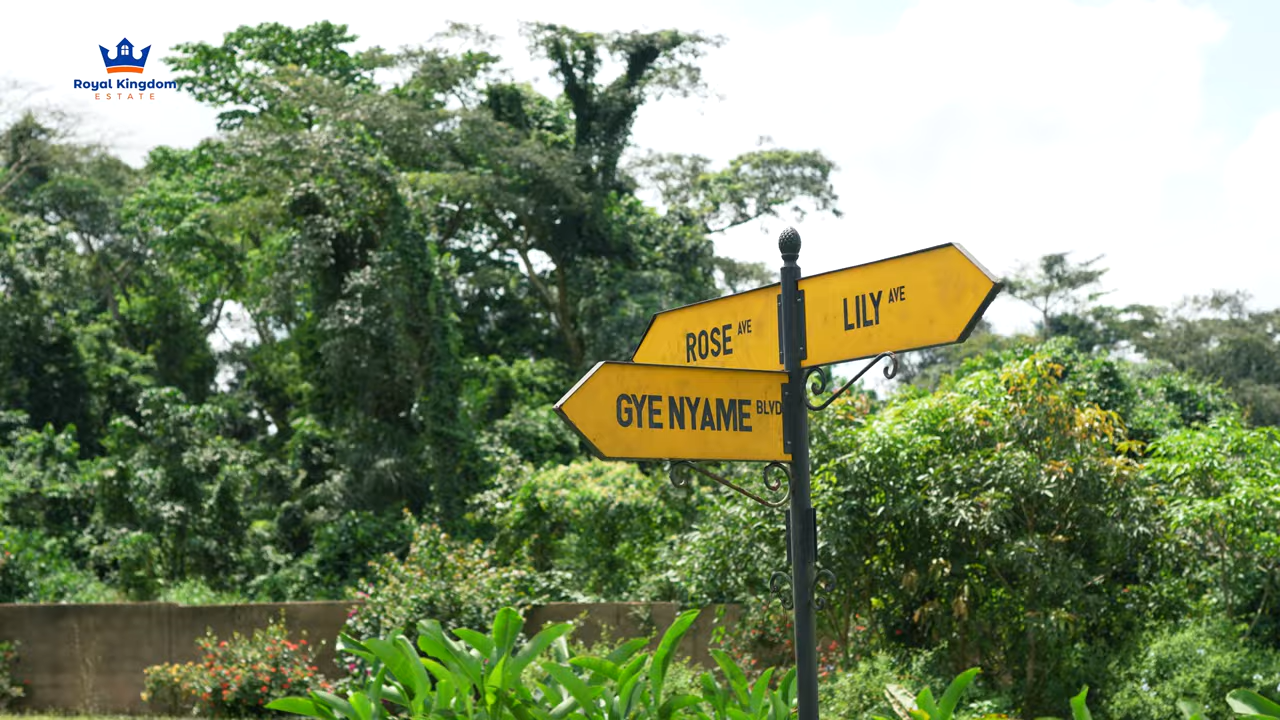 Royal Kingdom
ESTATE
ROSE AVE
LILY AVE
GYE NYAME BLVD